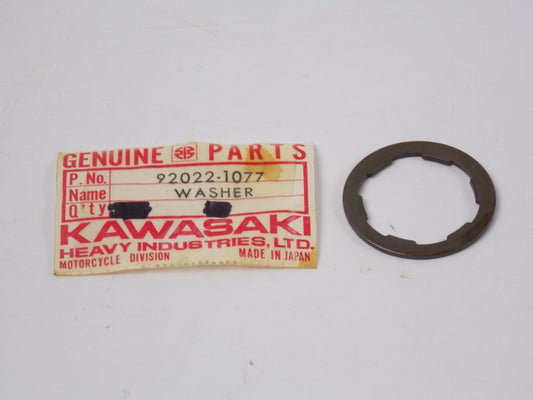 GENUINE PARTS
P. No. 92022-1077
Name WASHER
Q'ty
KAWASAKI
HEAVY INDUSTRIES, LTD.
MOTORCYCLE DIVISION MADE IN JAPAN